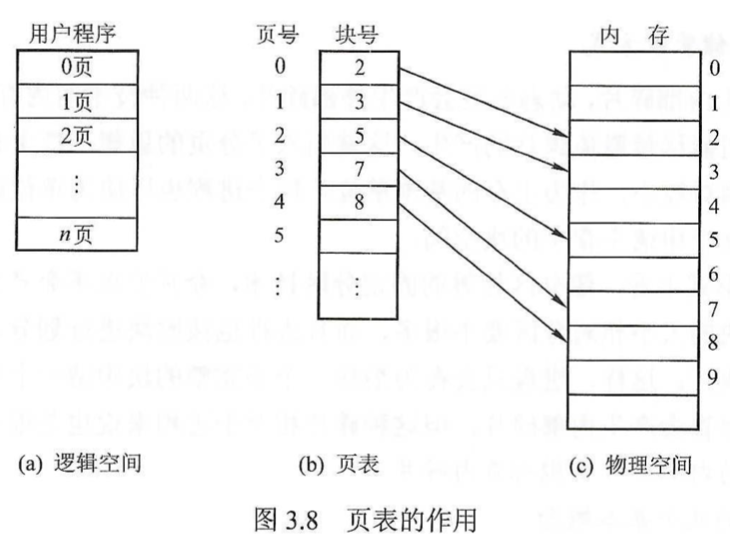 用户程序
0页
1页
2页
⋮
n页
页号 块号
0 2
1 3
2 5
3 7
4 8
5
⋮ ⋮
内 存
0
1
2
3
4
5
6
7
8
9
(a) 逻辑空间
(b) 页表
(c) 物理空间
图 3.8 页表的作用